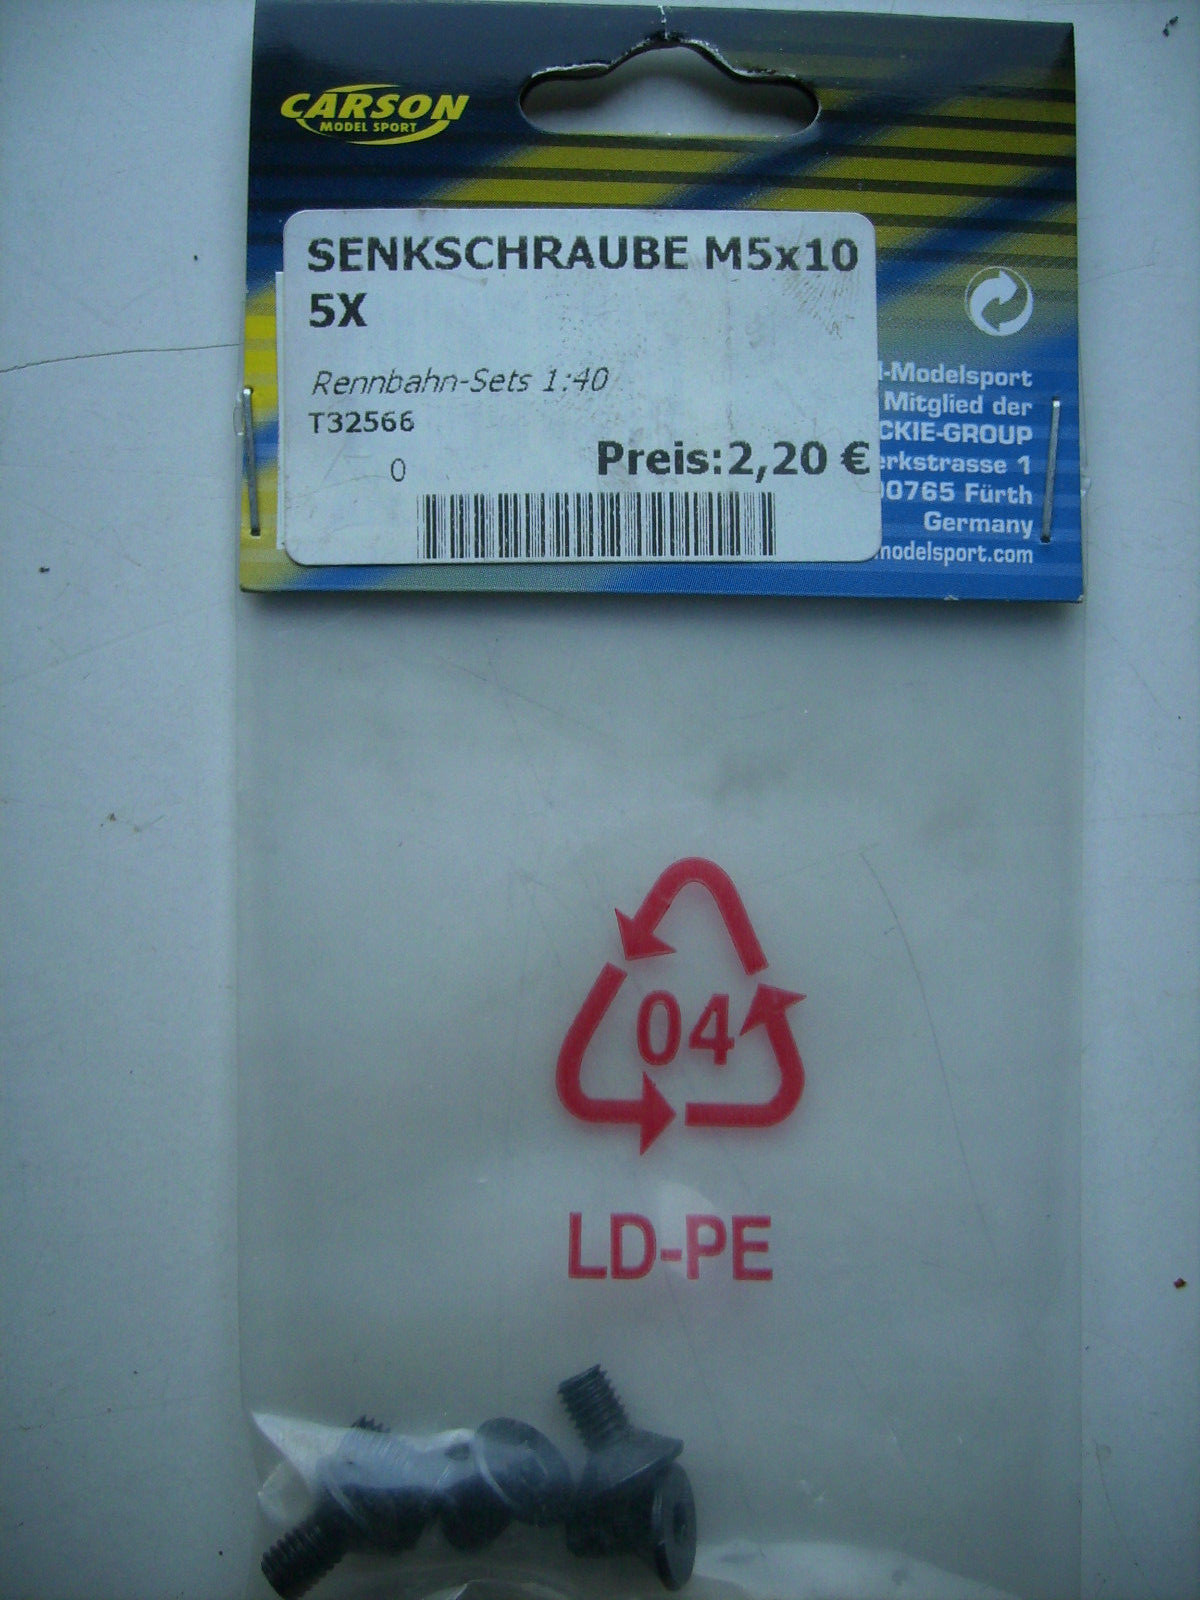 CARSON
MODEL SPORT
SENKSCHRAUBE M5x10
5X
Rennbahn-Sets 1:40
T32566
0
Preis:2,20 €
l-Modelsport
Mitglied der
CKIE-GROUP
erkstrasse 1
00765 Fürth
Germany
modelsport.com
04
LD-PE